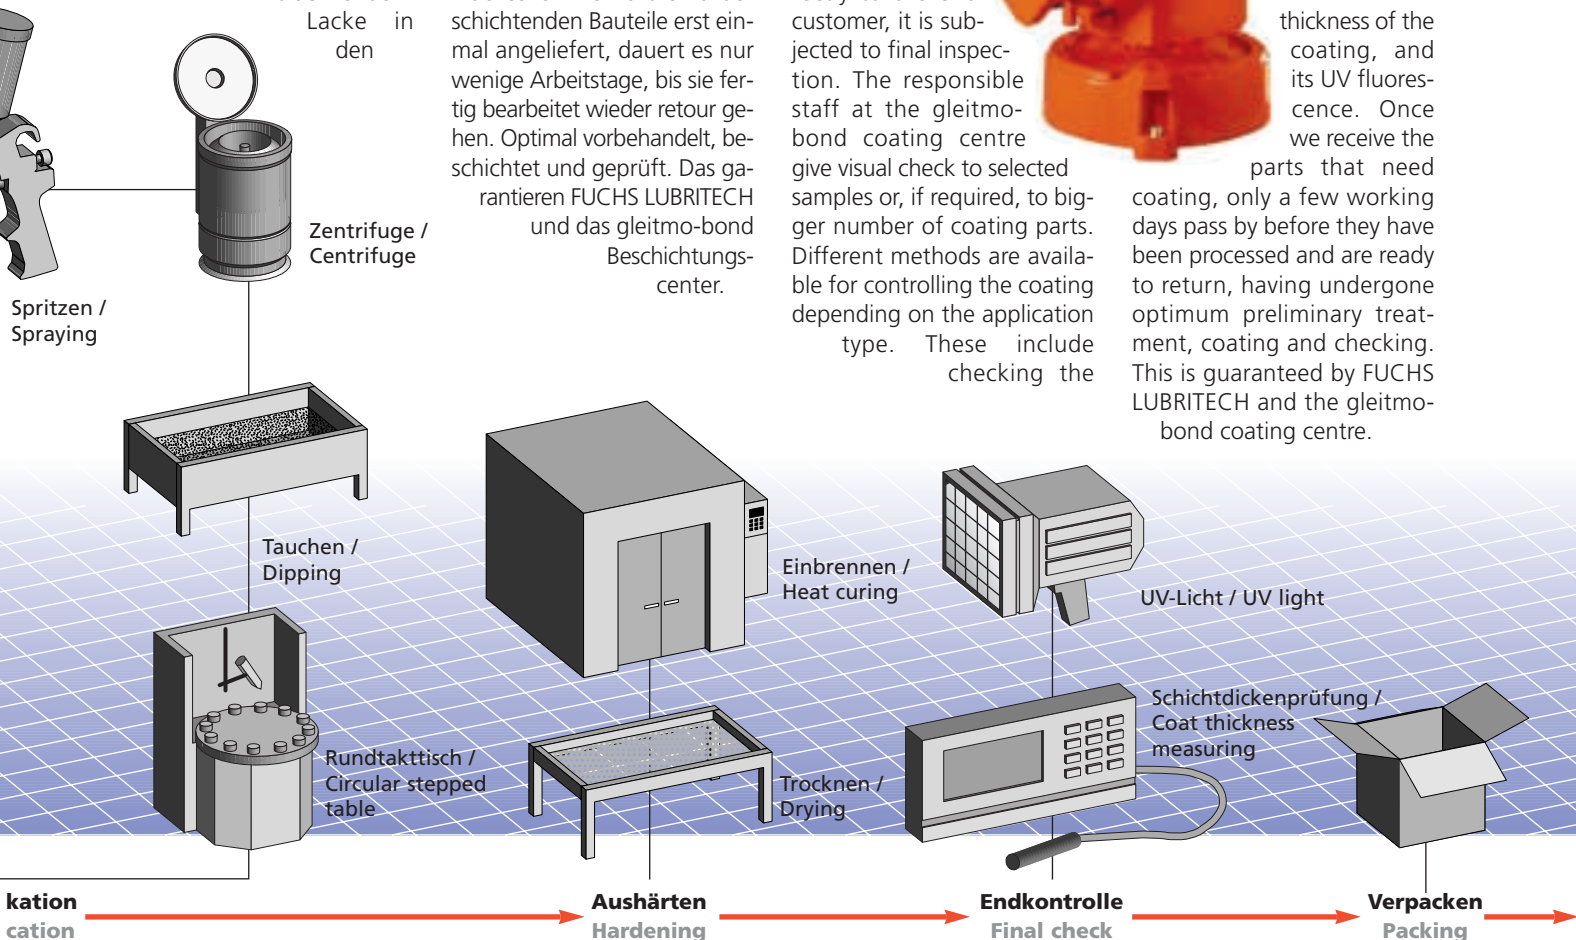 Lacke in
den
schichtenden Bauteile erst ein-
mal angeliefert, dauert es nur
wenige Arbeitstage, bis sie fer-
tig bearbeitet wieder retour ge-
hen. Optimal vorbehandelt, be-
schichtet und geprüft. Das ga-
rantieren FUCHS LUBRITECH
und das gleitmo-bond
Beschichtungs-
center.
customer, it is sub-
jected to final inspec-
tion. The responsible
staff at the gleitmo-
bond coating centre
give visual check to selected
samples or, if required, to big-
ger number of coating parts.
Different methods are availa-
ble for controlling the coating
depending on the application
type. These include
checking the
thickness of the
coating, and
its UV fluores-
cence. Once
we receive the
parts that need
coating, only a few working
days pass by before they have
been processed and are ready
to return, having undergone
optimum preliminary treat-
ment, coating and checking.
This is guaranteed by FUCHS
LUBRITECH and the gleitmo-
bond coating centre.
Spritzen /
Spraying
Zentrifuge /
Centrifuge
Tauchen /
Dipping
Rundtakttisch /
Circular stepped
table
Einbrennen /
Heat curing
Trocknen /
Drying
UV-Licht / UV light
Schichtdickenprüfung /
Coat thickness
measuring
kation
cation
Aushärten
Hardening
Endkontrolle
Final check
Verpacken
Packing